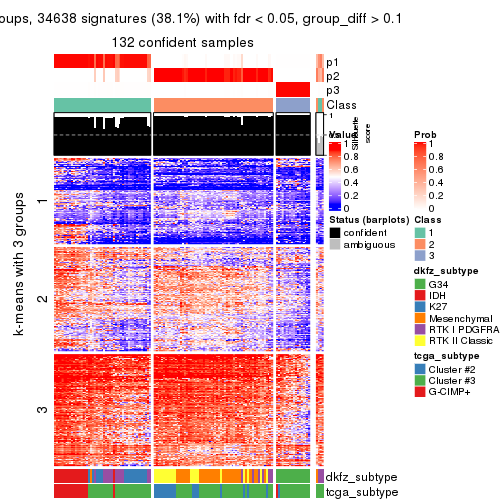 oups, 34638 signatures (38.1%) with fdr < 0.05, group_diff > 0.1
132 confident samples
p1
p2
p3
Class
1
Silhouette
score
k-means with 3 groups
1
2
3
dkfz_subtype
tcga_subtype
Value
1
0.8
0.6
0.4
0.2
0
Prob
1
0.8
0.6
0.4
0.2
0
Status (barplots)
confident
ambiguous
Class
1
2
3
dkfz_subtype
G34
IDH
K27
Mesenchymal
RTK I PDGFRA
RTK II Classic
tcga_subtype
Cluster #2
Cluster #3
G-CIMP+